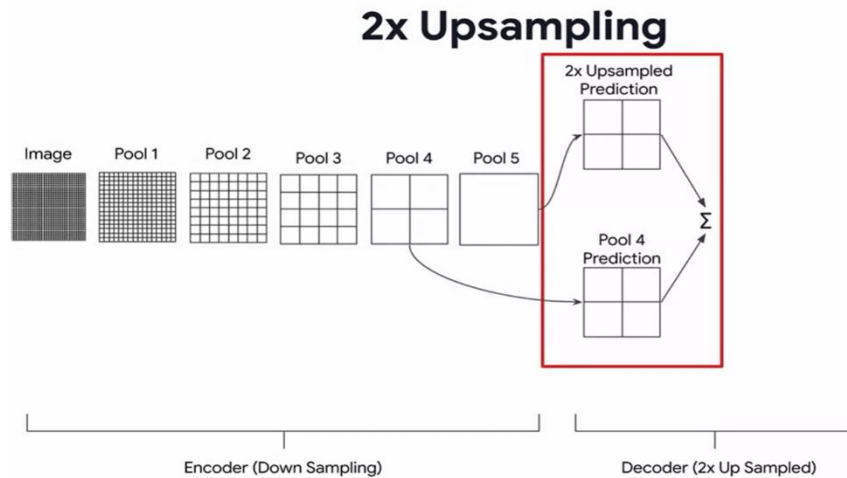 2x Upsampling
2x Upsampled
Prediction
Image
Pool 1
Pool 2
Pool 3
Pool 4
Pool 5
Σ
Pool 4
Prediction
Encoder (Down Sampling)
Decoder (2x Up Sampled)